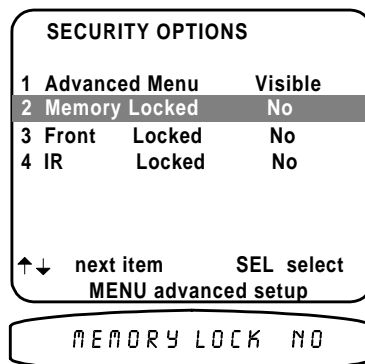 SECURITY OPTIONS
1 Advanced Menu Visible
2 Memory Locked No
3 Front Locked No
4 IR Locked No
↑↓ next item SEL select
MENU advanced setup
MEMORY LOCK NO